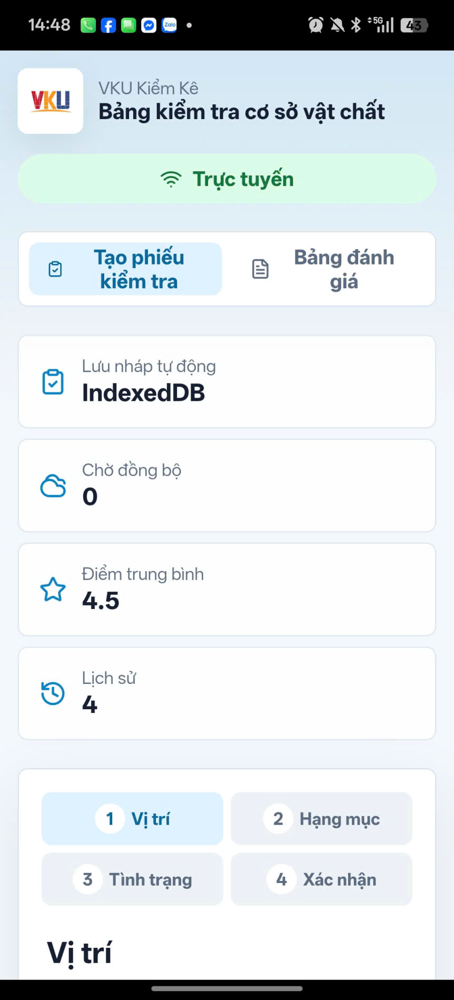 14:48
Zalo
5G
43
VKU
VKU Kiểm Kê
Bảng kiểm tra cơ sở vật chất
Trực tuyến
Tạo phiếu
kiểm tra
Bảng đánh
giá
Lưu nháp tự động
IndexedDB
Chờ đồng bộ
0
Điểm trung bình
4.5
Lịch sử
4
1 Vị trí
2 Hạng mục
3 Tình trạng
4 Xác nhận
Vị trí